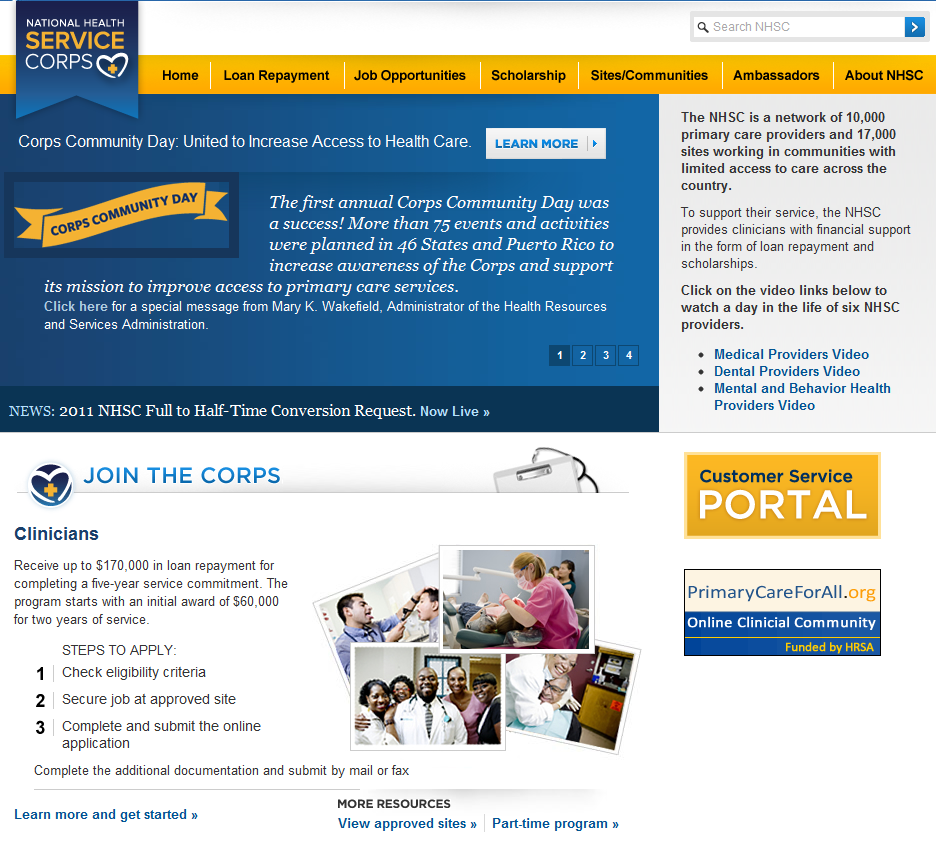 NATIONAL HEALTH
SERVICE
CORPS
Search NHSC
Home
Loan Repayment
Job Opportunities
Scholarship
Sites/Communities
Ambassadors
About NHSC
Corps Community Day: United to Increase Access to Health Care.
LEARN MORE
CORPS COMMUNITY DAY
The first annual Corps Community Day was
a success! More than 75 events and activities
were planned in 46 States and Puerto Rico to
increase awareness of the Corps and support
its mission to improve access to primary care services.
Click here for a special message from Mary K. Wakefield, Administrator of the Health Resources
and Services Administration.
1 2 3 4
NEWS: 2011 NHSC Full to Half-Time Conversion Request. Now Live »
The NHSC is a network of 10,000
primary care providers and 17,000
sites working in communities with
limited access to care across the
country.
To support their service, the NHSC
provides clinicians with financial support
in the form of loan repayment and
scholarships.
Click on the video links below to
watch a day in the life of six NHSC
providers.
• Medical Providers Video
• Dental Providers Video
• Mental and Behavior Health
Providers Video
JOIN THE CORPS
Clinicians
Receive up to $170,000 in loan repayment for
completing a five-year service commitment. The
program starts with an initial award of $60,000
for two years of service.
STEPS TO APPLY:
1 Check eligibility criteria
2 Secure job at approved site
3 Complete and submit the online
application
Complete the additional documentation and submit by mail or fax
Learn more and get started »
MORE RESOURCES
View approved sites »
Part-time program »
Customer Service
PORTAL
PrimaryCareForAll.org
Online Clinicial Community
Funded by HRSA